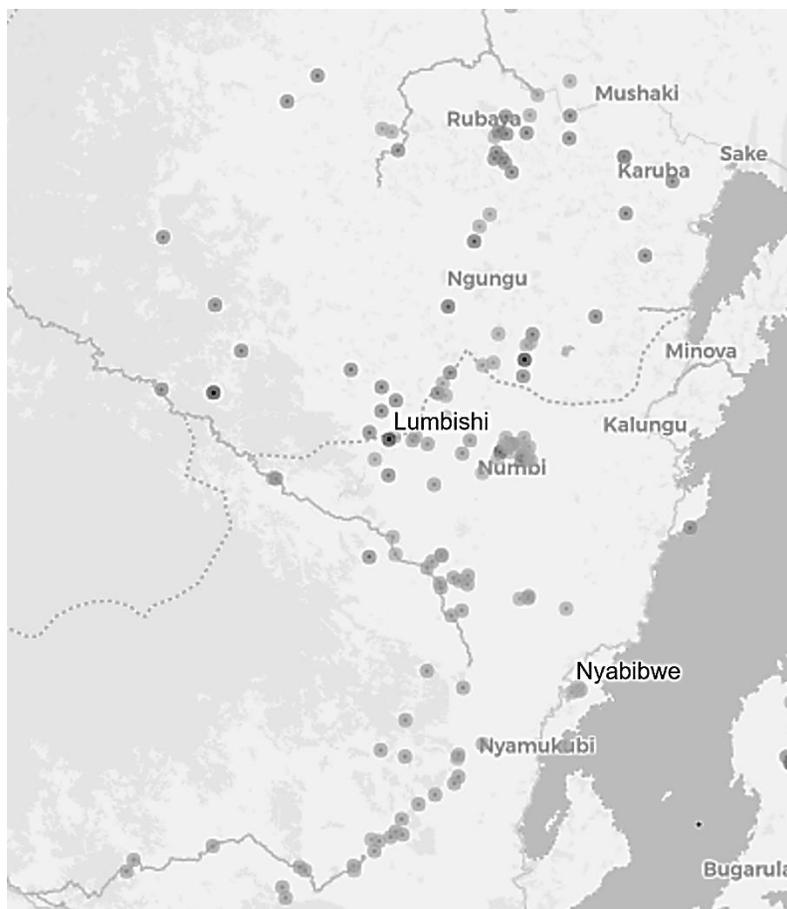 Mushaki
Rubaya
Sake
Karuba
Ngungu
Minova
Lumbishi
Kalungu
Numbi
Nyabibwe
Nyamukubi
Bugarula